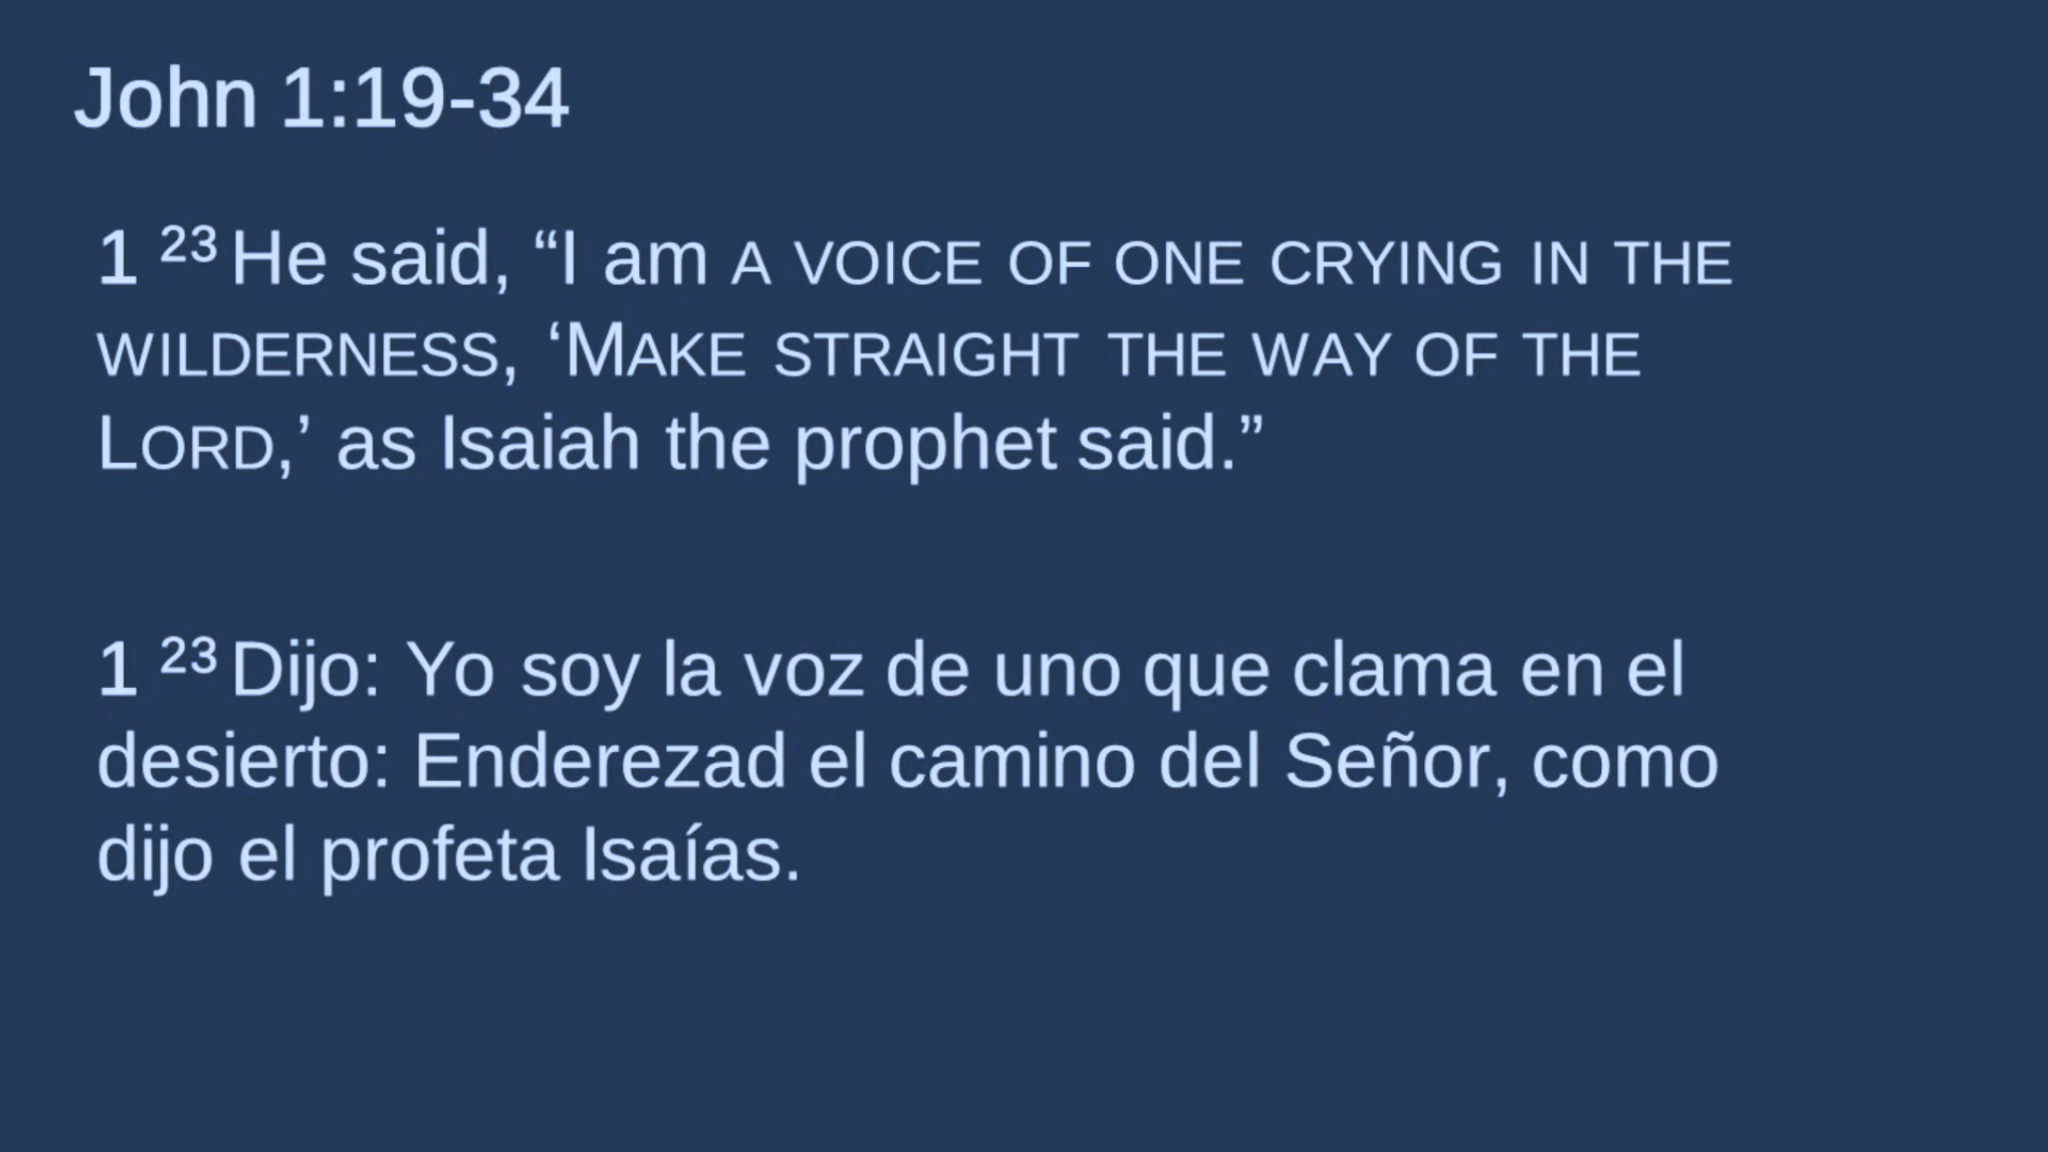 John 1:19-34
1 ²³ He said, “I am A VOICE OF ONE CRYING IN THE
WILDERNESS, ‘MAKE STRAIGHT THE WAY OF THE
LORD,’ as Isaiah the prophet said.”
1 ²³ Dijo: Yo soy la voz de uno que clama en el
desierto: Enderezad el camino del Señor, como
dijo el profeta Isaías.